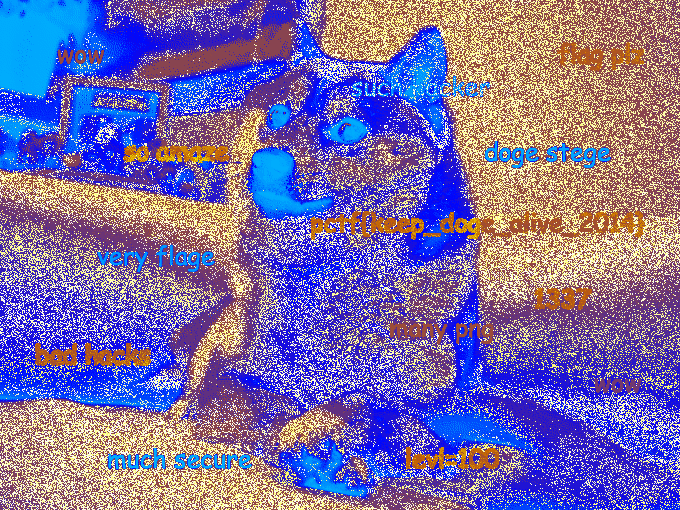 wow
flag plz
such hacker
so amaze
doge stege
pctf{keep_doge_alive_2014}
very flage
1337
many png
bad hacks
wow
much secure
levl=100